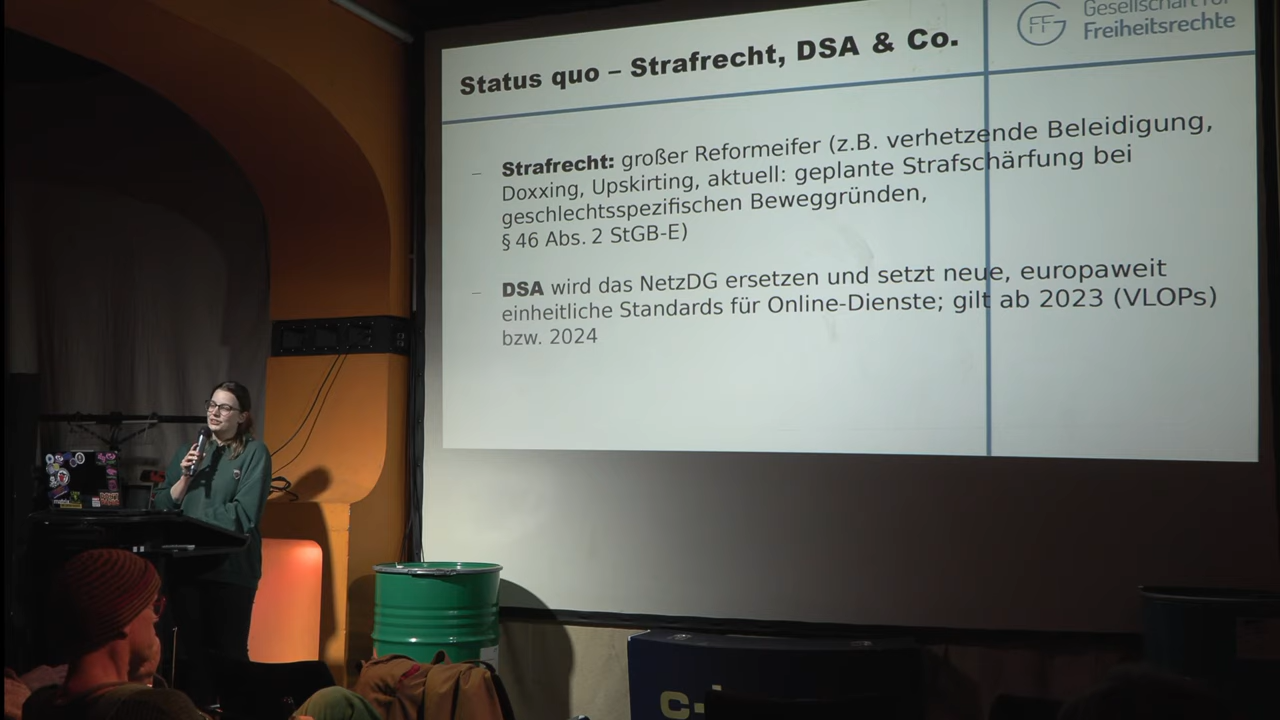 Status quo – Strafrecht, DSA & Co.
Gesellschaft für
Freiheitsrechte
GFF
– Strafrecht: großer Reformeifer (z.B. verhetzende Beleidigung,
Doxxing, Upskirting, aktuell: geplante Strafschärfung bei
geschlechtsspezifischen Beweggründen,
§ 46 Abs. 2 StGB-E)
– DSA wird das NetzDG ersetzen und setzt neue, europaweit
einheitliche Standards für Online-Dienste; gilt ab 2023 (VLOPs)
bzw. 2024